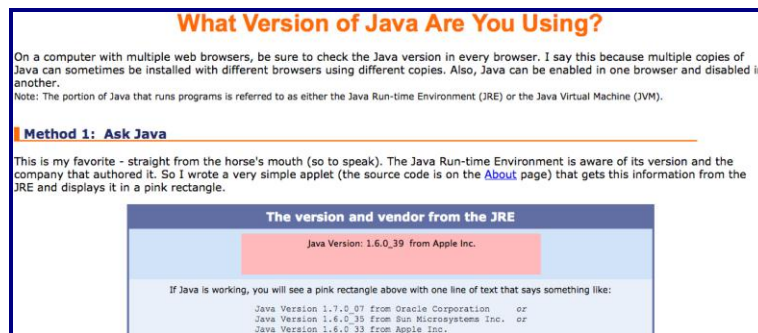 What Version of Java Are You Using?
On a computer with multiple web browsers, be sure to check the Java version in every browser. I say this because multiple copies of
Java can sometimes be installed with different browsers using different copies. Also, Java can be enabled in one browser and disabled i
another.
Note: The portion of Java that runs programs is referred to as either the Java Run-time Environment (JRE) or the Java Virtual Machine (JVM).
Method 1: Ask Java
This is my favorite - straight from the horse's mouth (so to speak). The Java Run-time Environment is aware of its version and the
company that authored it. So I wrote a very simple applet (the source code is on the About page) that gets this information from the
JRE and displays it in a pink rectangle.
The version and vendor from the JRE
Java Version: 1.6.0_39 from Apple Inc.
If Java is working, you will see a pink rectangle above with one line of text that says something like:
Java Version 1.7.0_07 from Oracle Corporation or
Java Version 1.6.0_35 from Sun Microsystems Inc. or
Java Version 1.6.0_33 from Apple Inc.